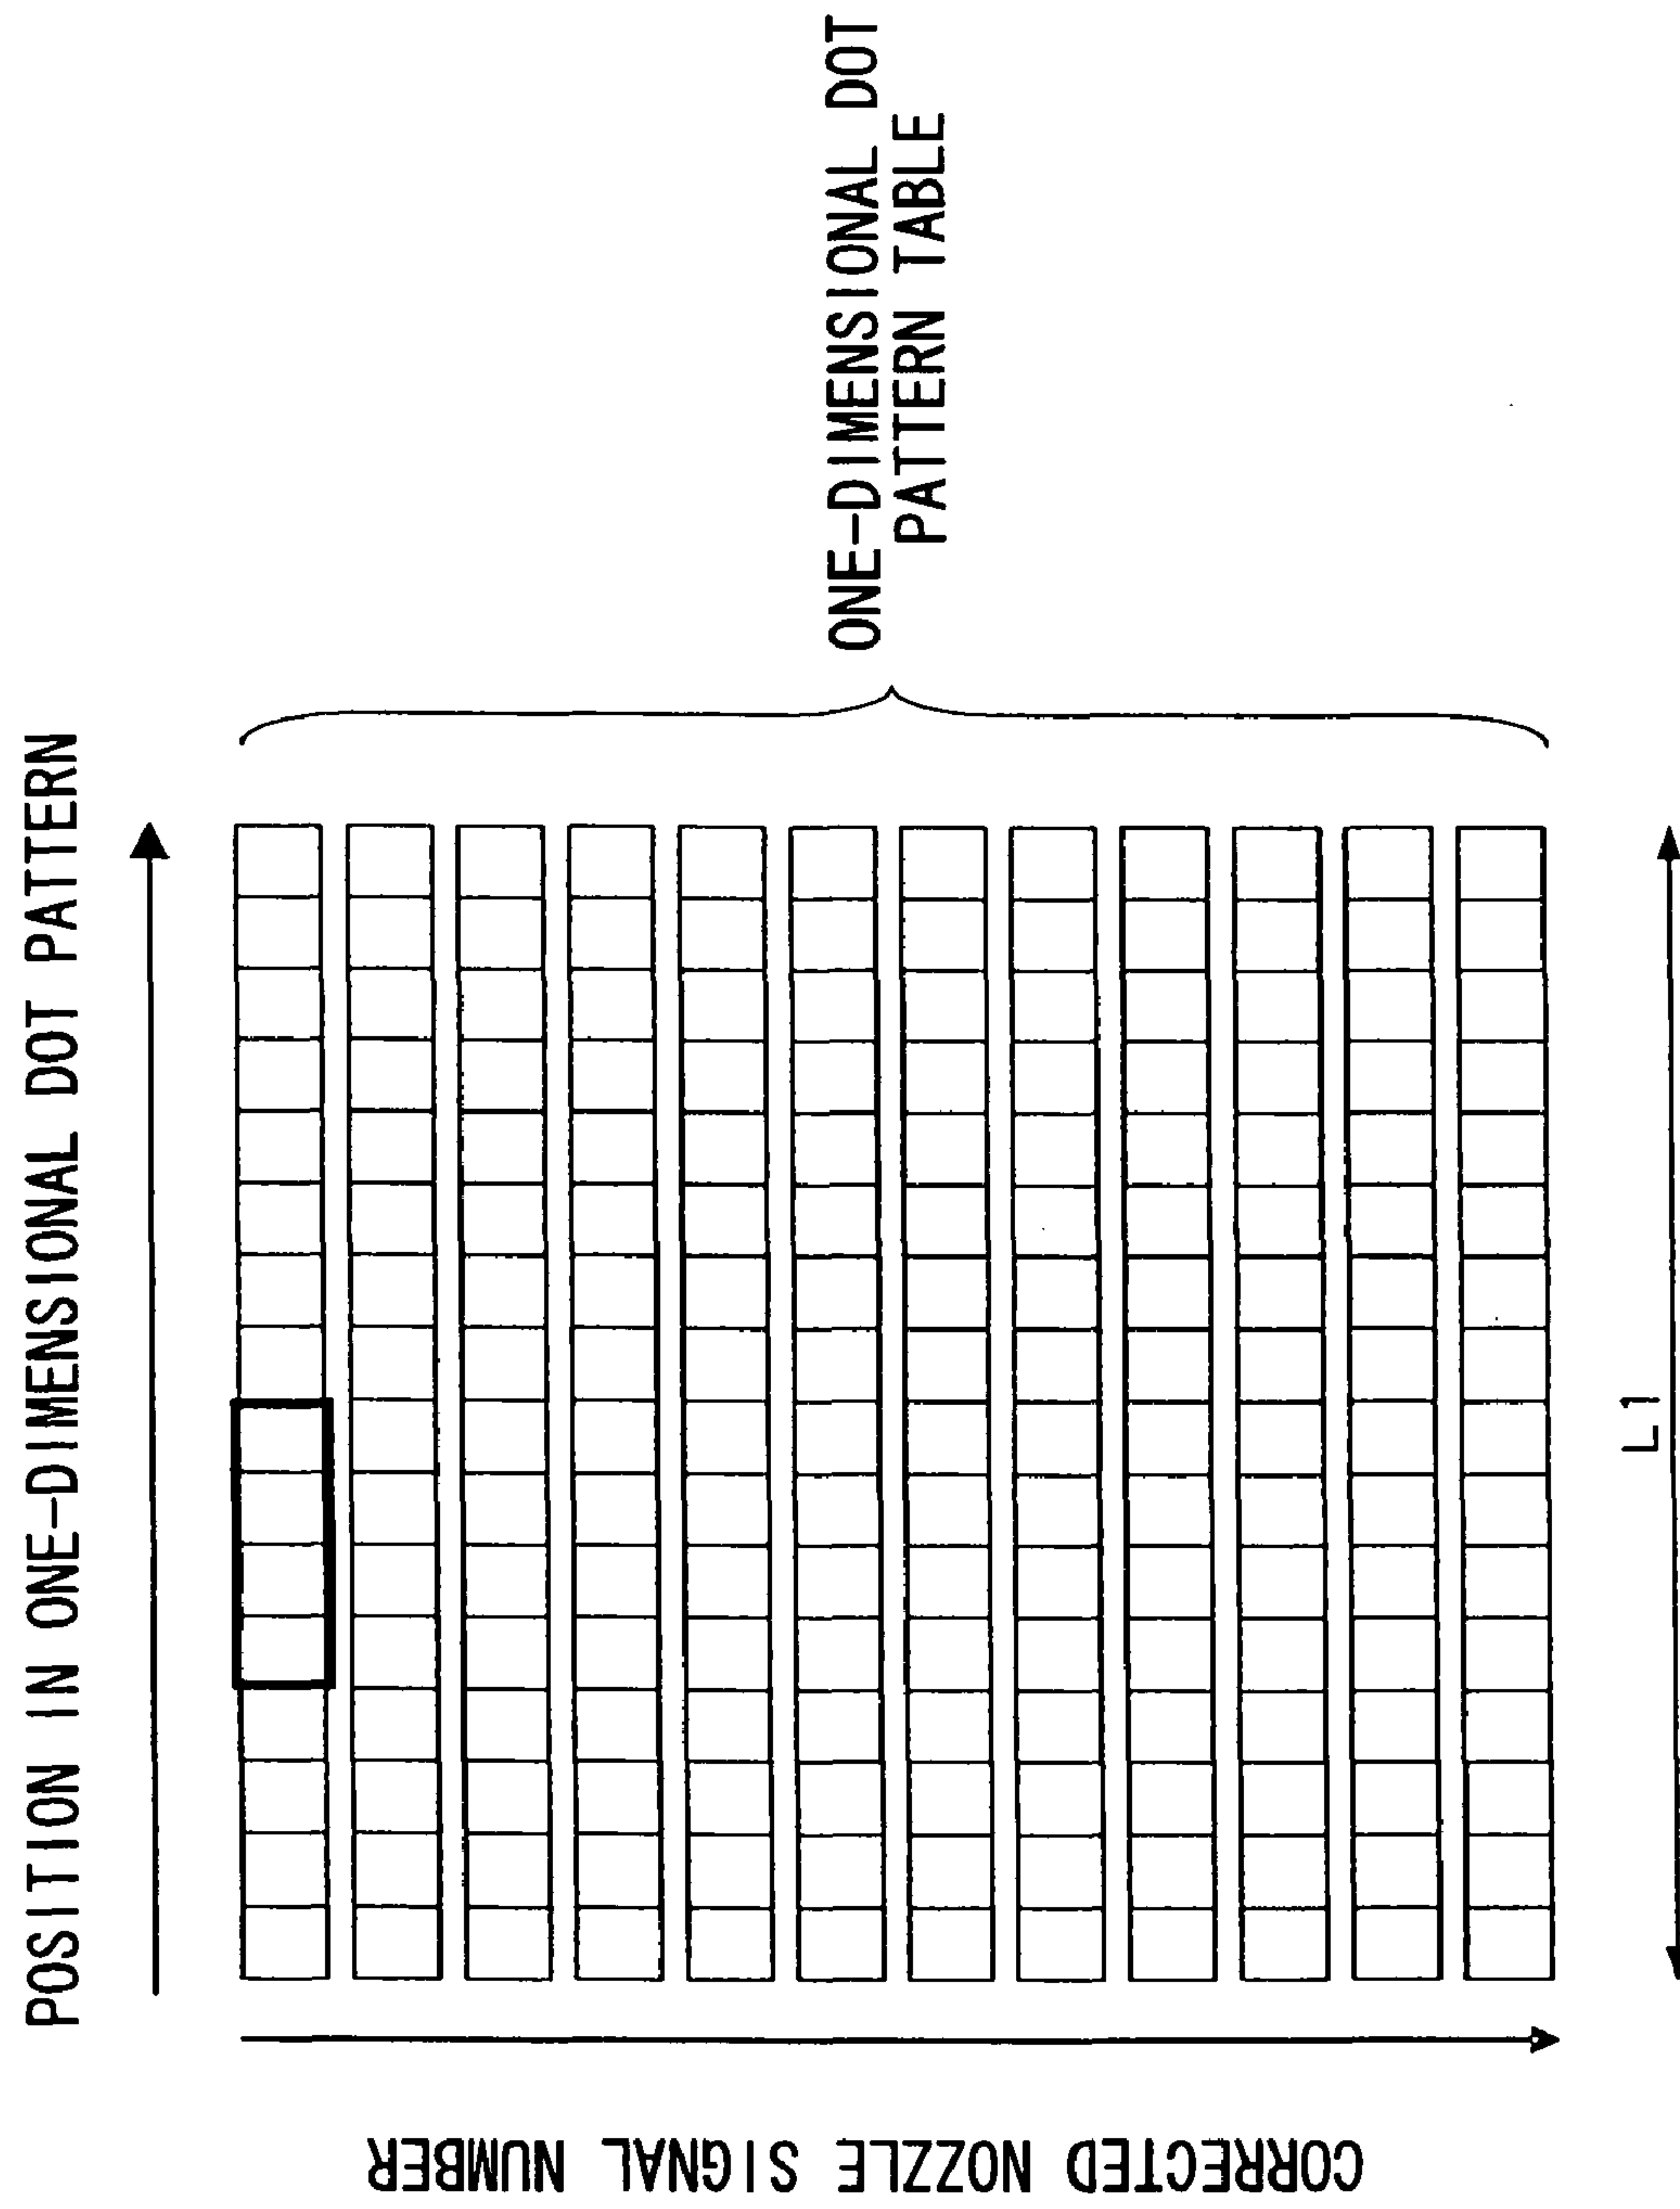 POSITION IN ONE-DIMENSIONAL DOT PATTERN
CORRECTED NOZZLE SIGNAL NUMBER
ONE-DIMENSIONAL DOT
PATTERN TABLE
L1